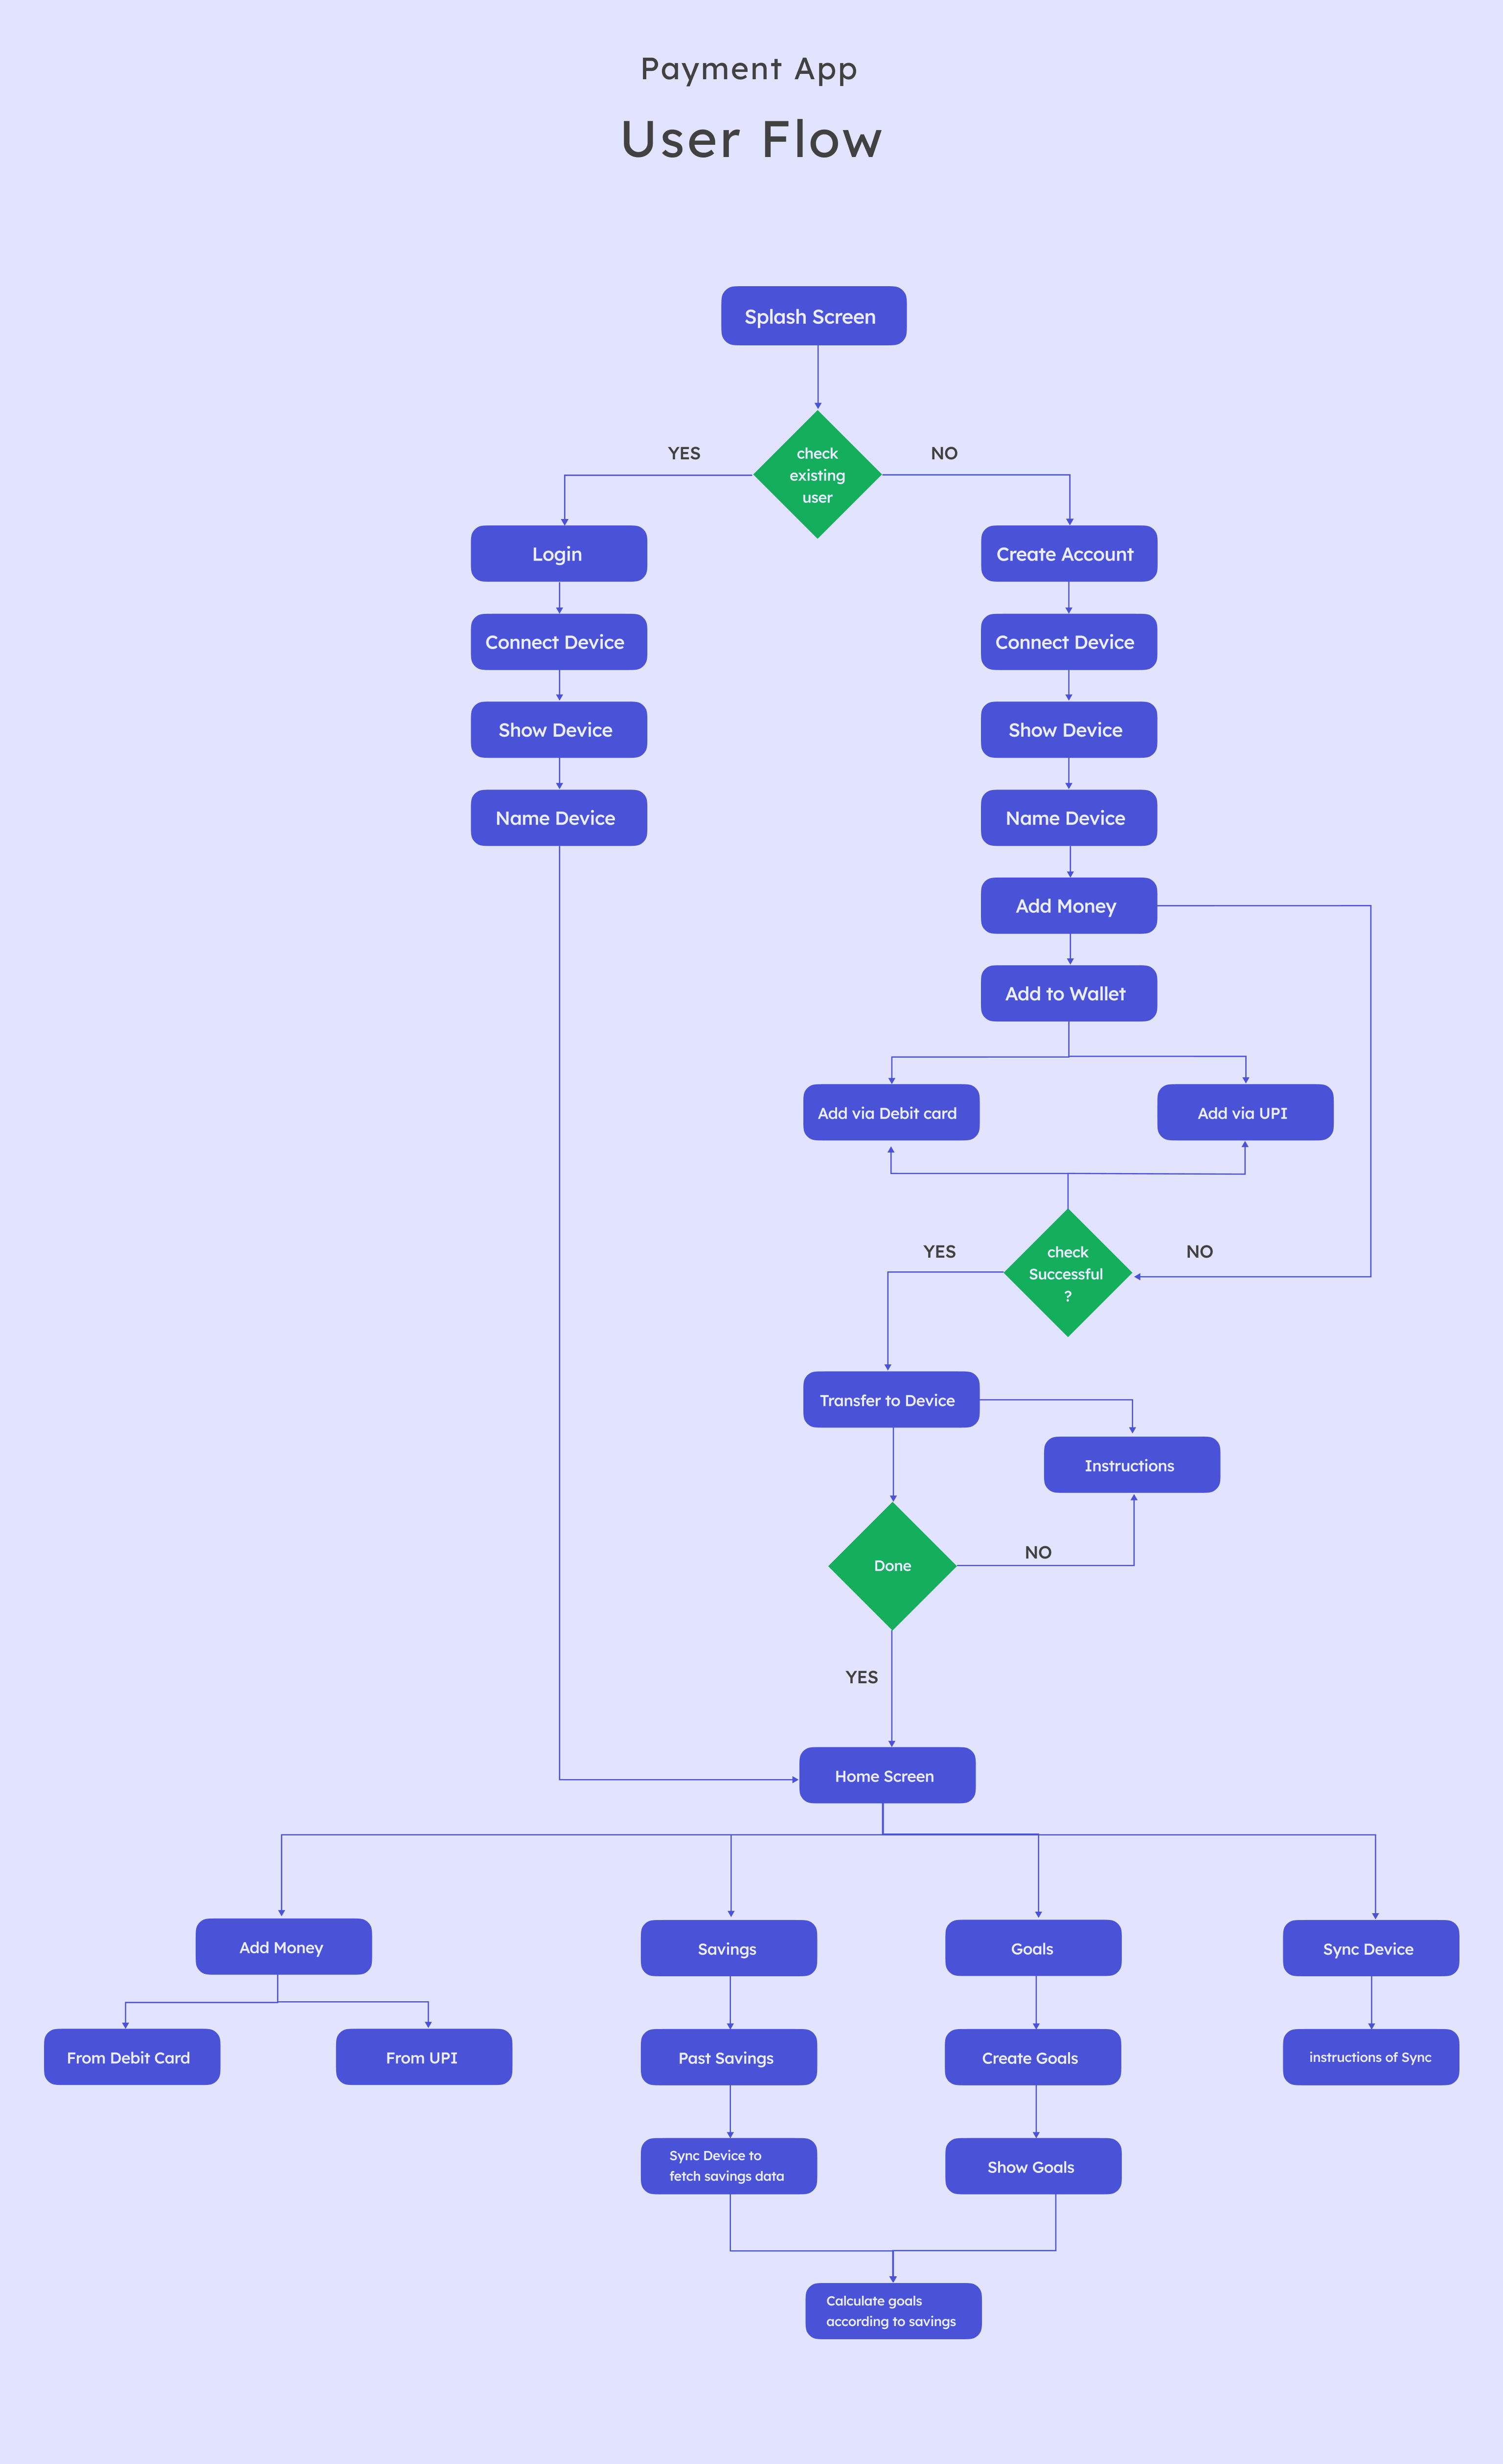 Payment App
User Flow
Splash Screen
YES
check
existing
user
NO
Login
Create Account
Connect Device
Connect Device
Show Device
Show Device
Name Device
Name Device
Add Money
Add to Wallet
Add via Debit card
Add via UPI
YES
check
Successful
?
NO
Transfer to Device
Instructions
Done
NO
YES
Home Screen
Add Money
Savings
Goals
Sync Device
From Debit Card
From UPI
Past Savings
Create Goals
instructions of Sync
Sync Device to
fetch savings data
Show Goals
Calculate goals
according to savings